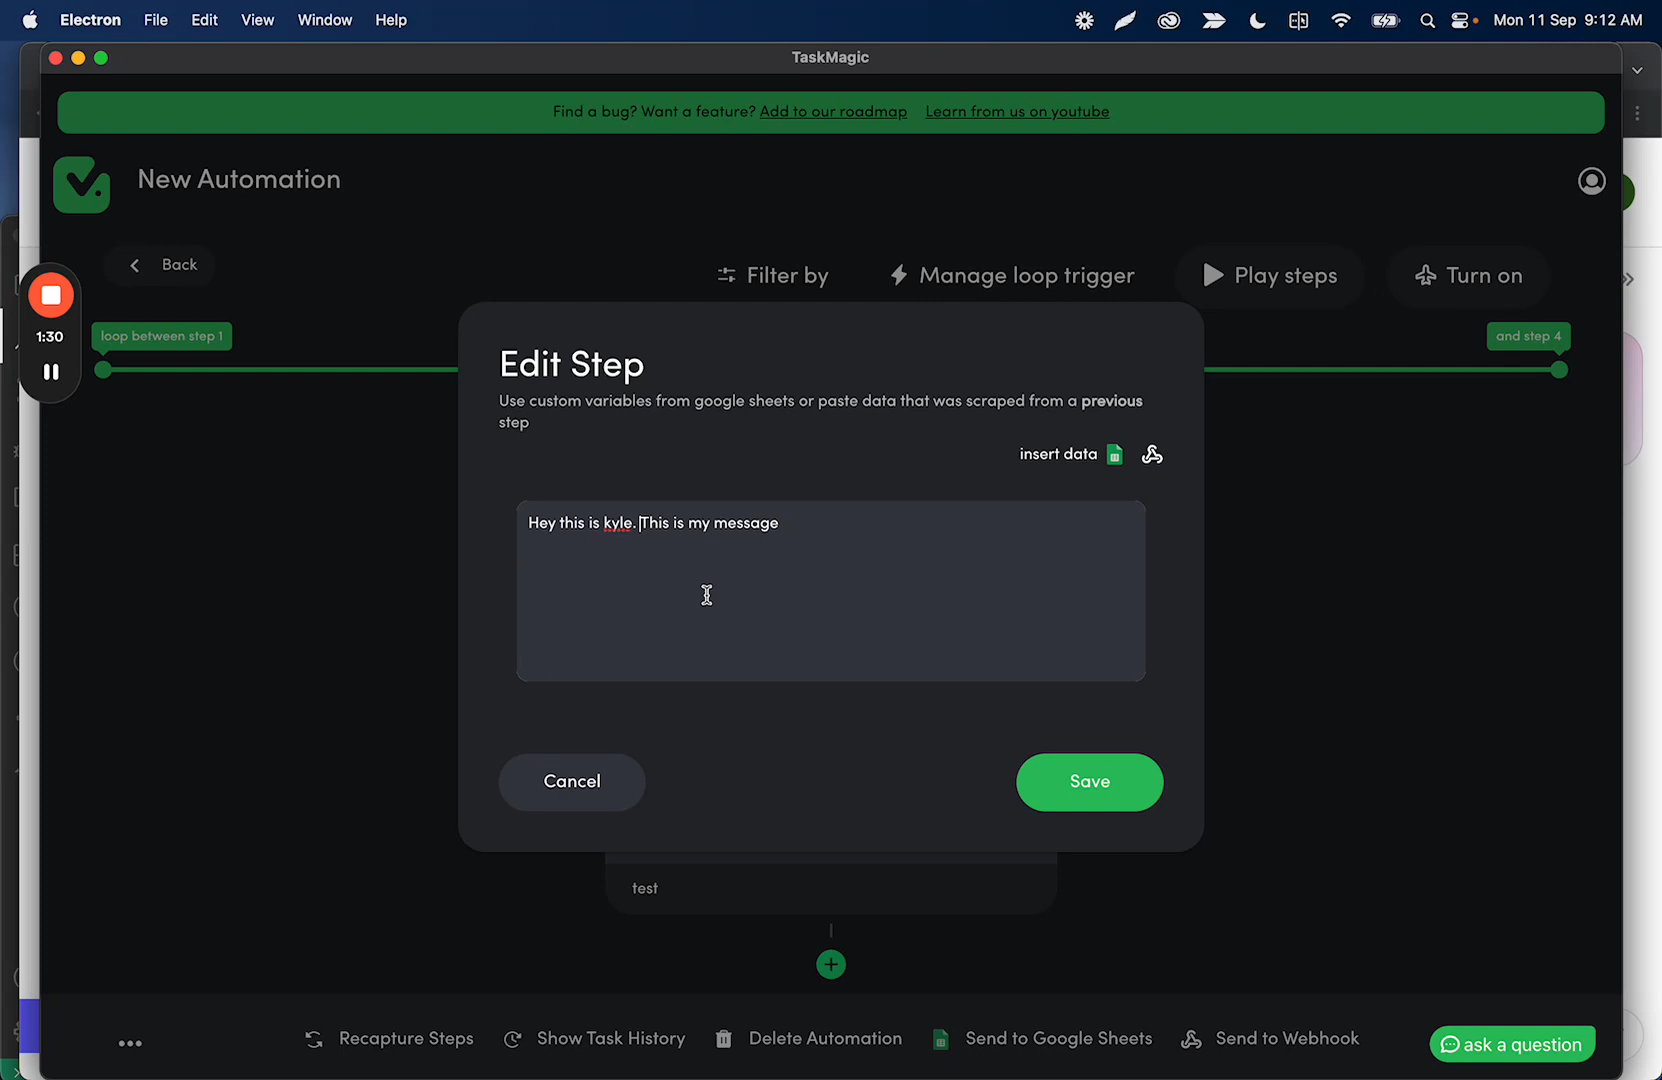 Electron File Edit View Window Help Mon 11 Sep 9:12 AM
TaskMagic
Find a bug? Want a feature? Add to our roadmap Learn from us on youtube
New Automation
Back
Filter by Manage loop trigger Play steps Turn on
1:30
loop between step 1
and step 4
Edit Step
Use custom variables from google sheets or paste data that was scraped from a previous
step
insert data
Hey this is kyle. This is my message
Cancel
Save
test
Recapture Steps Show Task History Delete Automation Send to Google Sheets Send to Webhook ask a question